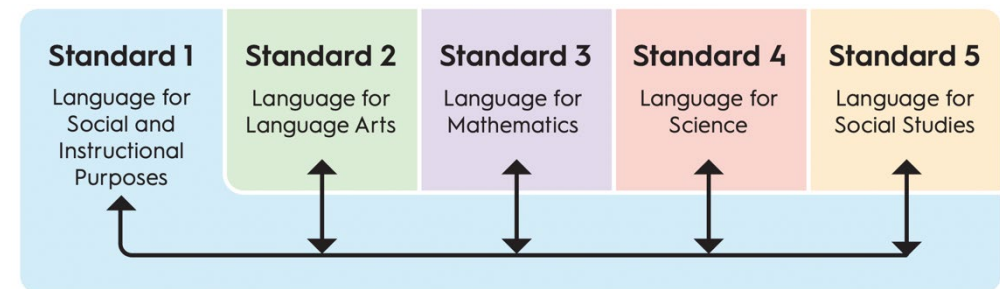 Standard 1
Language for
Social and
Instructional
Purposes
Standard 2
Language for
Language Arts
Standard 3
Language for
Mathematics
Standard 4
Language for
Science
Standard 5
Language for
Social Studies